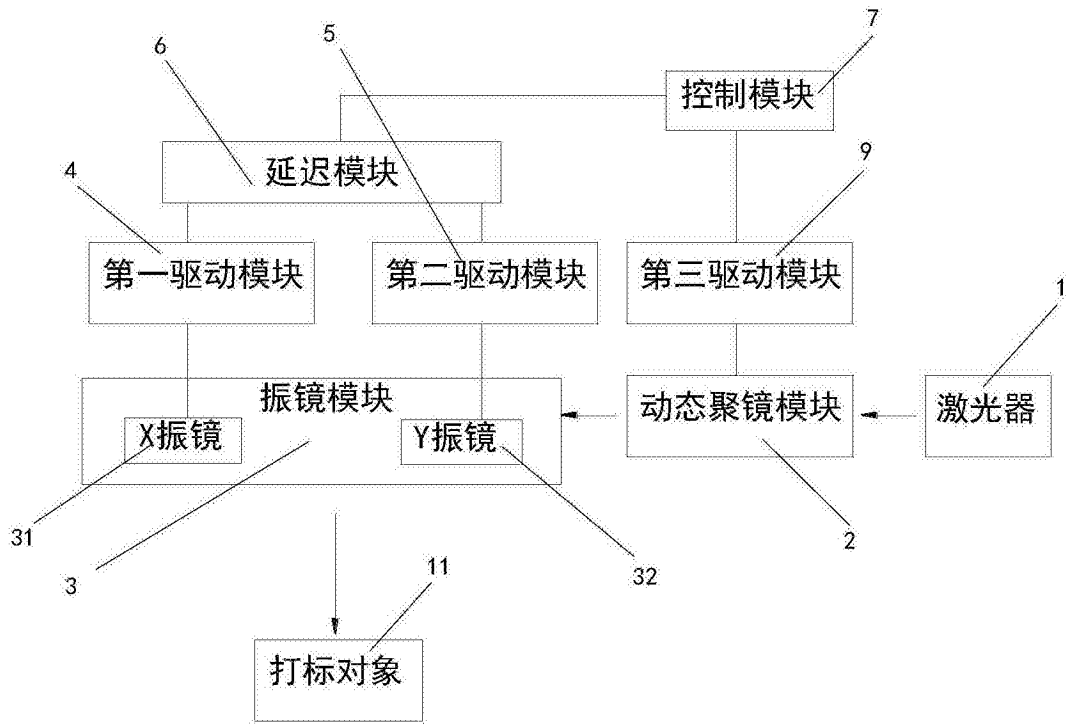 6
5
7
控制模块
延迟模块
4
9
第一驱动模块
第二驱动模块
第三驱动模块
1
振镜模块
动态聚镜模块
激光器
X振镜
Y振镜
31
3
32
2
11
打标对象